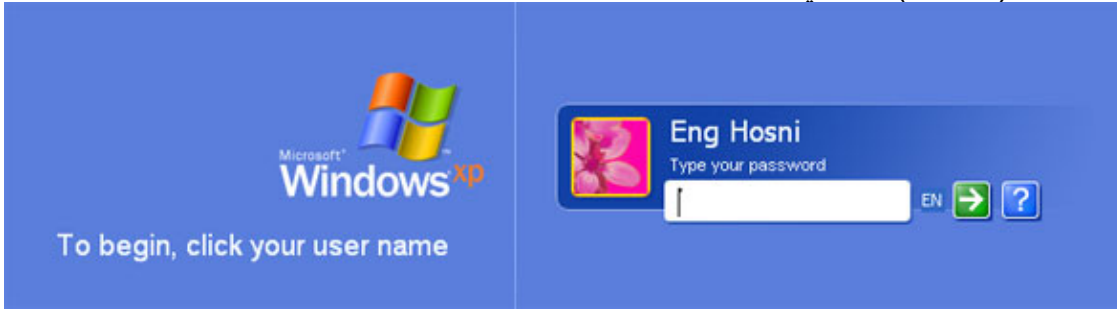 Microsoft®
Windows xp
To begin, click your user name
Eng Hosni
Type your password
EN
?